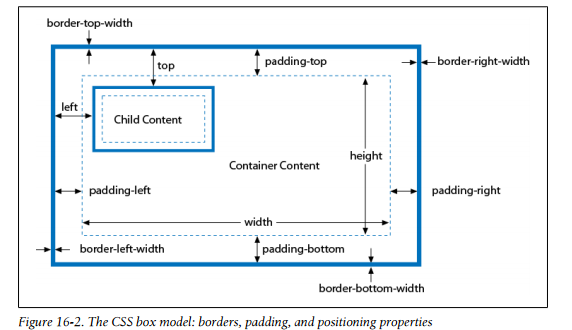 border-top-width
top
padding-top
border-right-width
left
Child Content
height
Container Content
padding-left
padding-right
width
border-left-width
padding-bottom
border-bottom-width
Figure 16-2. The CSS box model: borders, padding, and positioning properties